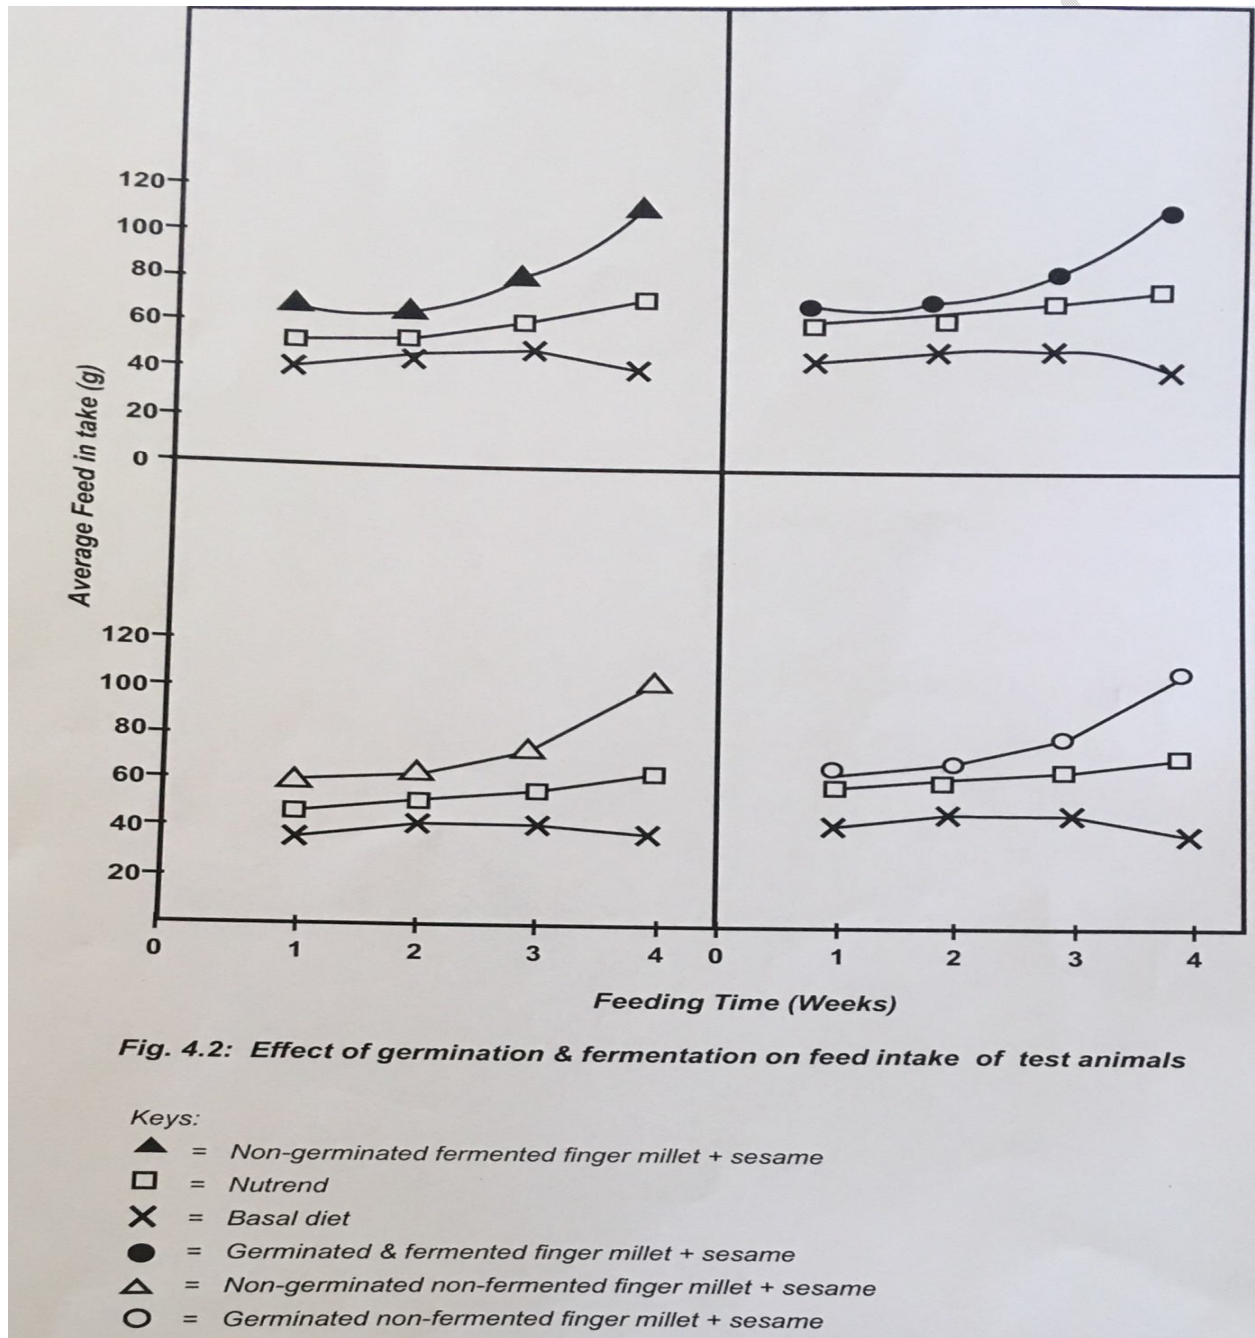 120
100
80
60
40
20
0
Average Feed in take (g)
120
100
80
60
40
20
0 1 2 3 4 0 1 2 3 4
Feeding Time (Weeks)
Fig. 4.2: Effect of germination & fermentation on feed intake of test animals
Keys:
▲ = Non-germinated fermented finger millet + sesame
□ = Nutrend
✕ = Basal diet
● = Germinated & fermented finger millet + sesame
△ = Non-germinated non-fermented finger millet + sesame
○ = Germinated non-fermented finger millet + sesame